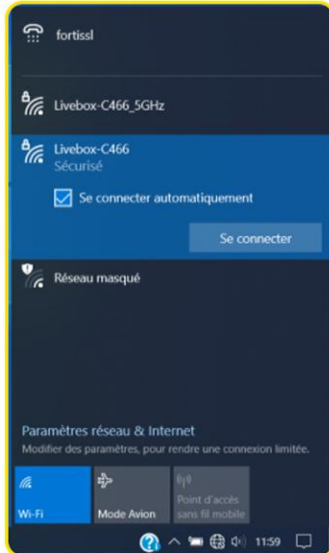 fortissl
Livebox-C466_5GHz
Livebox-C466
Sécurisé
Se connecter automatiquement
Se connecter
Réseau masqué
Paramètres réseau & Internet
Modifier des paramètres, pour rendre une connexion limitée.
Wi-Fi
Mode Avion
Point d'accès
sans fil mobile
11:59